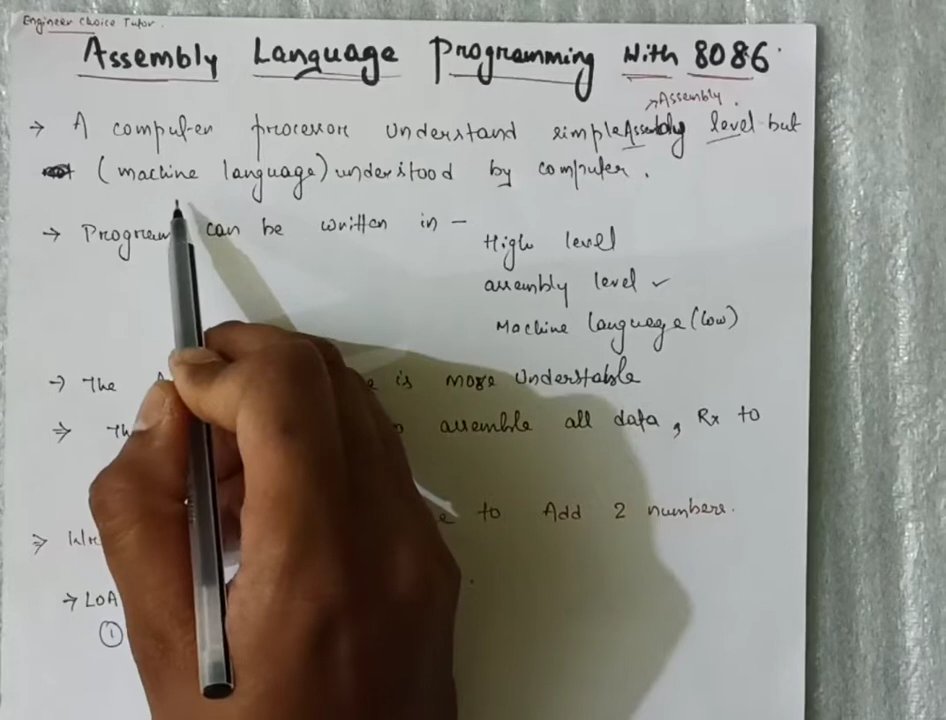 Engineer Choice Tutor.
Assembly Language Programming With 8086
Assembly.
→ A computer processor understand simple Assembly level but
(machine language) understood by computer.
→ Program can be written in -
High level
assembly level ✓
Machine language (low)
→ The is more Understable
⇒ assemble all data, Rx to
⇒ to Add 2 numbers.
→ LOA
①